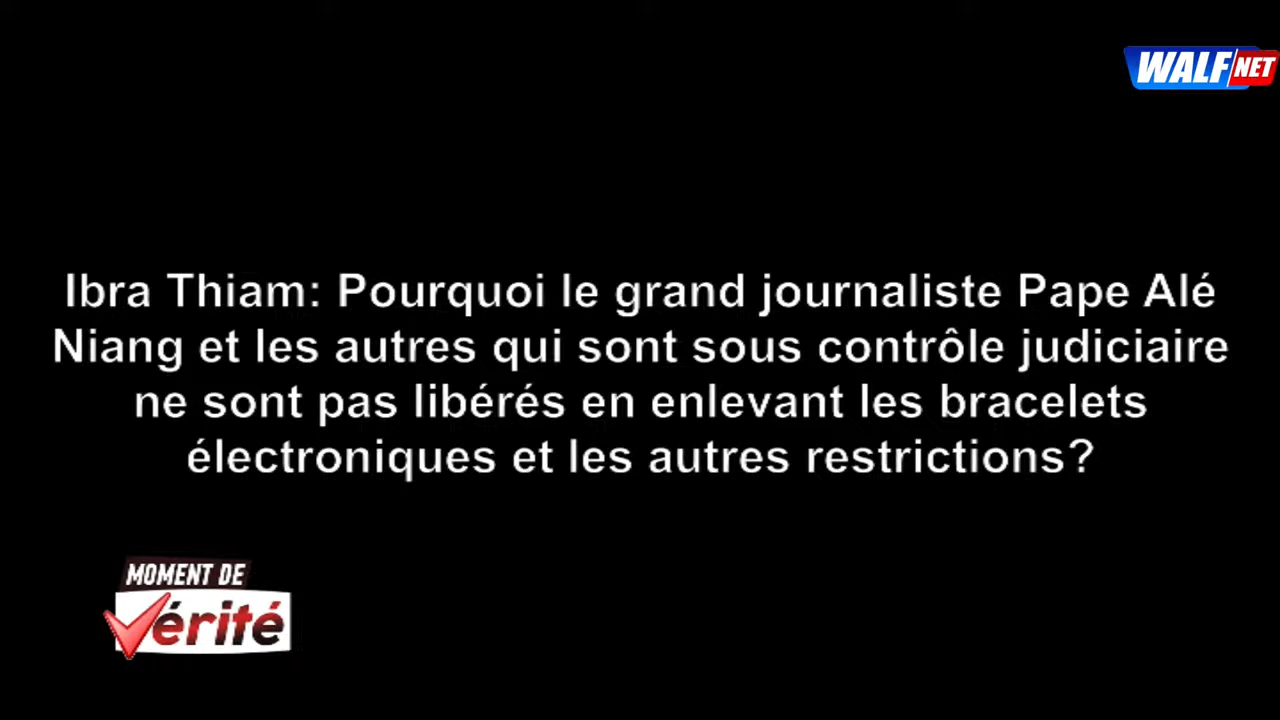 WALF NET
Ibra Thiam: Pourquoi le grand journaliste Pape Alé
Niang et les autres qui sont sous contrôle judiciaire
ne sont pas libérés en enlevant les bracelets
électroniques et les autres restrictions?
MOMENT DE
Vérité